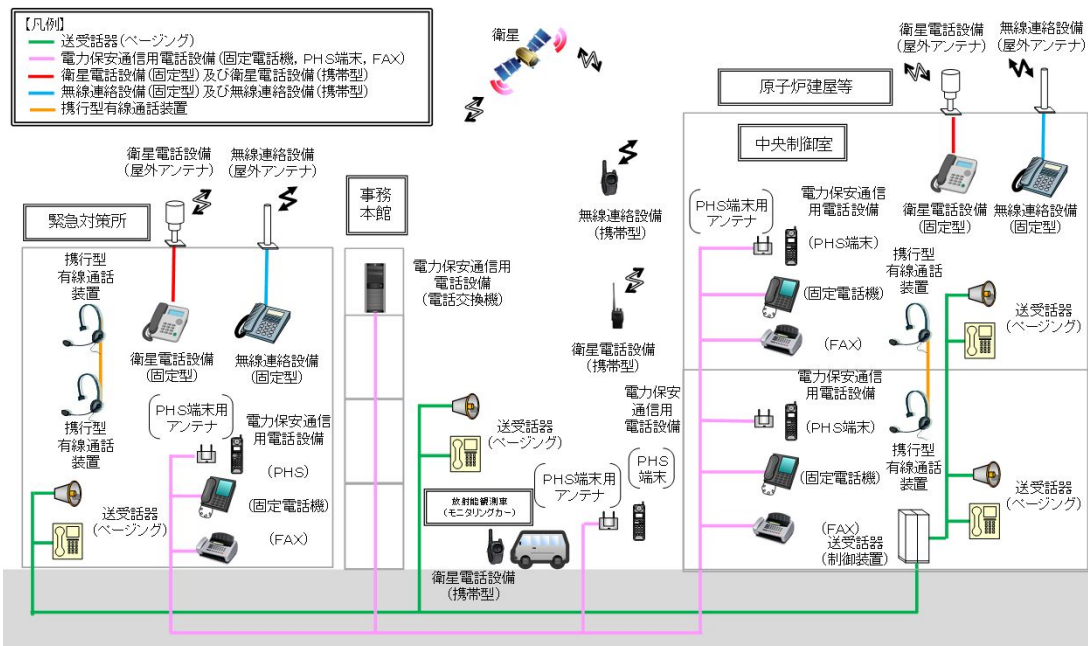 【凡例】
送受話器(ページング)
電力保安通信用電話設備(固定電話機, PHS端末, FAX)
衛星電話設備(固定型)及び衛星電話設備(携帯型)
無線連絡設備(固定型)及び無線連絡設備(携帯型)
携行型有線通話装置
衛星
原子炉建屋等
衛星電話設備
(屋外アンテナ)
無線連絡設備
(屋外アンテナ)
中央制御室
緊急対策所
衛星電話設備
(屋外アンテナ)
無線連絡設備
(屋外アンテナ)
事務
本館
無線連絡設備
(携帯型)
PHS端末用
アンテナ
電力保安通信
用電話設備
(PHS端末)
(固定電話機)
(FAX)
衛星電話設備
(固定型)
無線連絡設備
(固定型)
携行型
有線通話
装置
送受話器
(ページング)
携行型
有線通話
装置
衛星電話設備
(固定型)
無線連絡設備
(固定型)
携行型
有線通話
装置
電力保安通信用
電話設備
(電話交換機)
衛星電話設備
(携帯型)
PHS端末用
アンテナ
電力保安通信
用電話設備
(PHS)
(固定電話機)
(FAX)
送受話器
(ページング)
送受話器
(ページング)
放射能観測車
(モニタリングカー)
衛星電話設備
(携帯型)
電力保安
通信用
電話設備
PHS端末用
アンテナ
PHS
端末
電力保安通信
用電話設備
(PHS端末)
(固定電話機)
(FAX)
送受話器
(制御装置)
携行型
有線通話
装置
送受話器
(ページング)